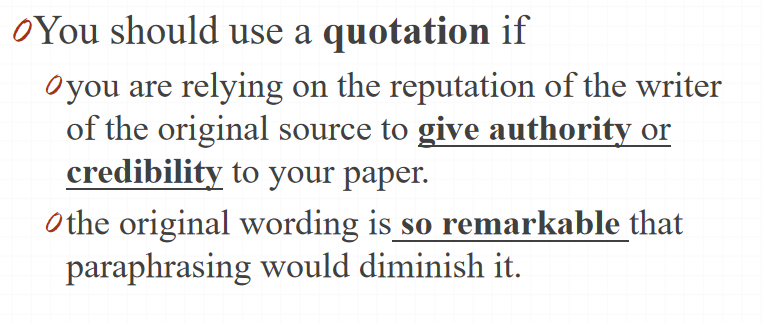 You should use a quotation if
you are relying on the reputation of the writer
of the original source to give authority or
credibility to your paper.
the original wording is so remarkable that
paraphrasing would diminish it.